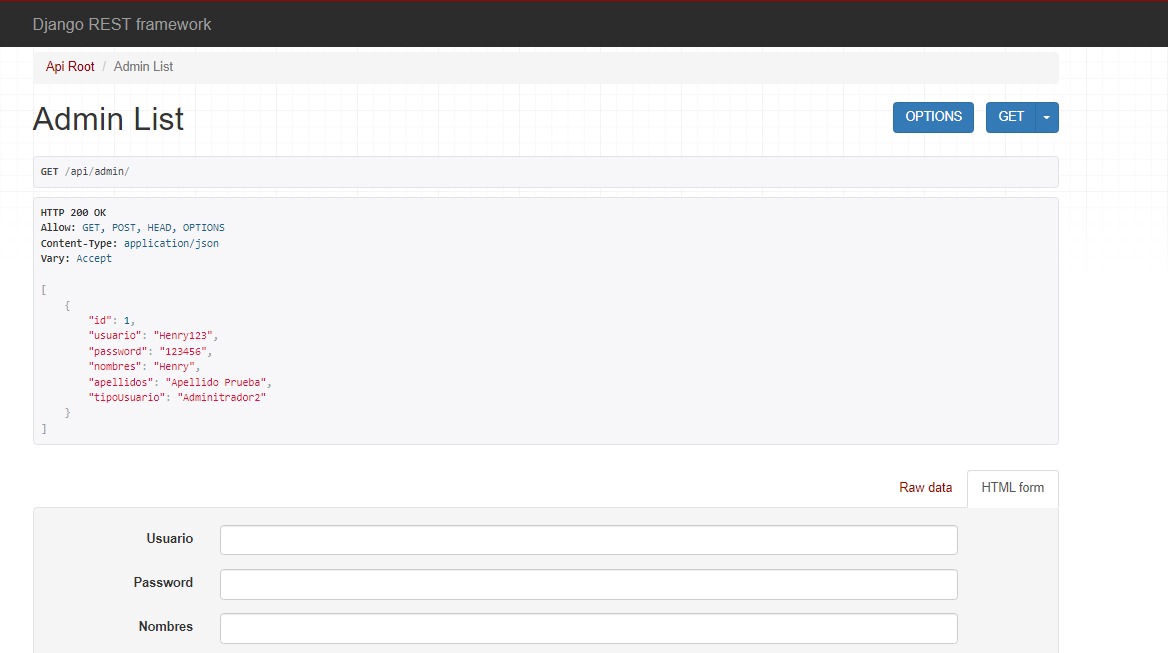 Django REST framework
Api Root / Admin List
Admin List
OPTIONS GET
GET /api/admin/
HTTP 200 OK
Allow: GET, POST, HEAD, OPTIONS
Content-Type: application/json
Vary: Accept
[
{
"id": 1,
"usuario": "Henry123",
"password": "123456",
"nombres": "Henry",
"apellidos": "Apellido Prueba",
"tipoUsuario": "Adminitrador2"
}
]
Raw data HTML form
Usuario
Password
Nombres